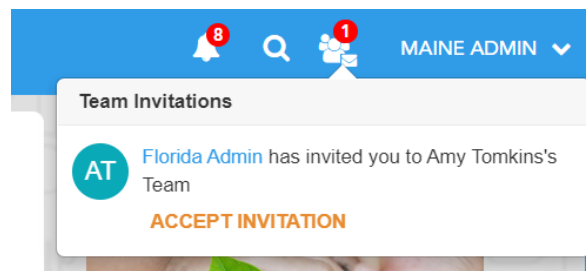 8
1
MAINE ADMIN
Team Invitations
AT
Florida Admin has invited you to Amy Tomkins's
Team
ACCEPT INVITATION